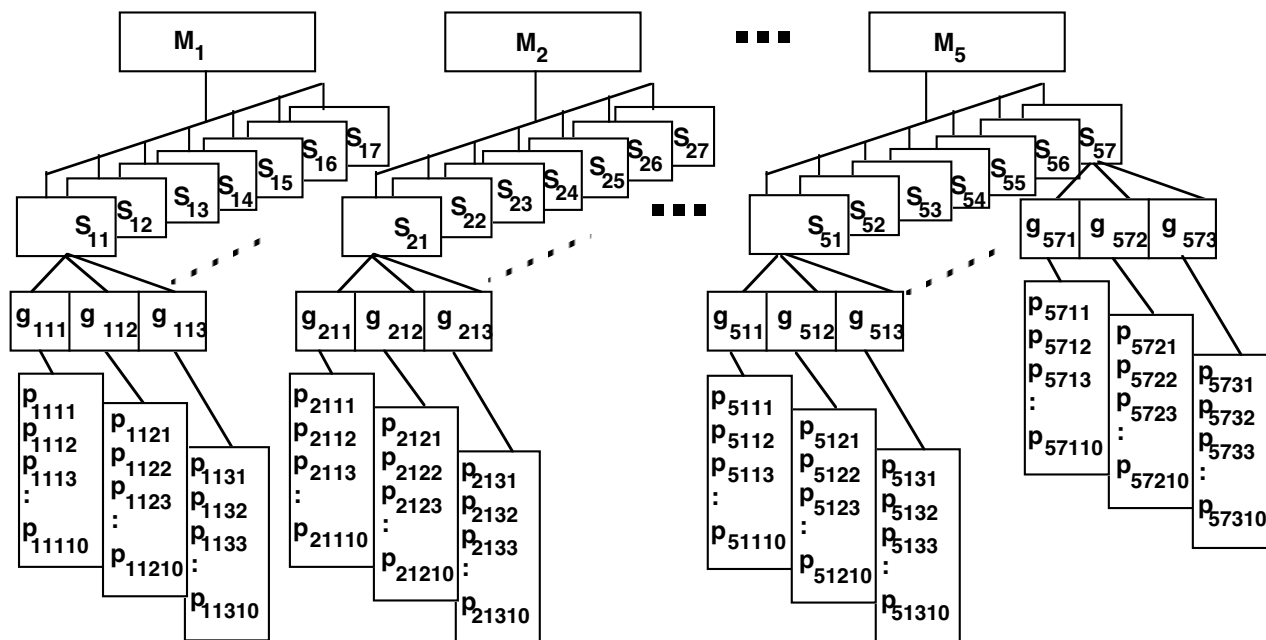 M1 M2 ... M5
S17 S27 S57
S16 S26 S56
S15 S25 S55
S14 S24 S54
S13 S23 S53
S12 S22 S52
S11 S21 ... S51
g571 g572 g573
g111 g112 g113
g211 g212 g213
g511 g512 g513
p1111
p1112
p1113
:
p11110
p1121
p1122
p1123
:
p11210
p1131
p1132
p1133
:
p11310
p2111
p2112
p2113
:
p21110
p2121
p2122
p2123
:
p21210
p2131
p2132
p2133
:
p21310
p5111
p5112
p5113
:
p51110
p5121
p5122
p5123
:
p51210
p5131
p5132
p5133
:
p51310
p5711
p5712
p5713
:
p57110
p5721
p5722
p5723
:
p57210
p5731
p5732
p5733
:
p57310